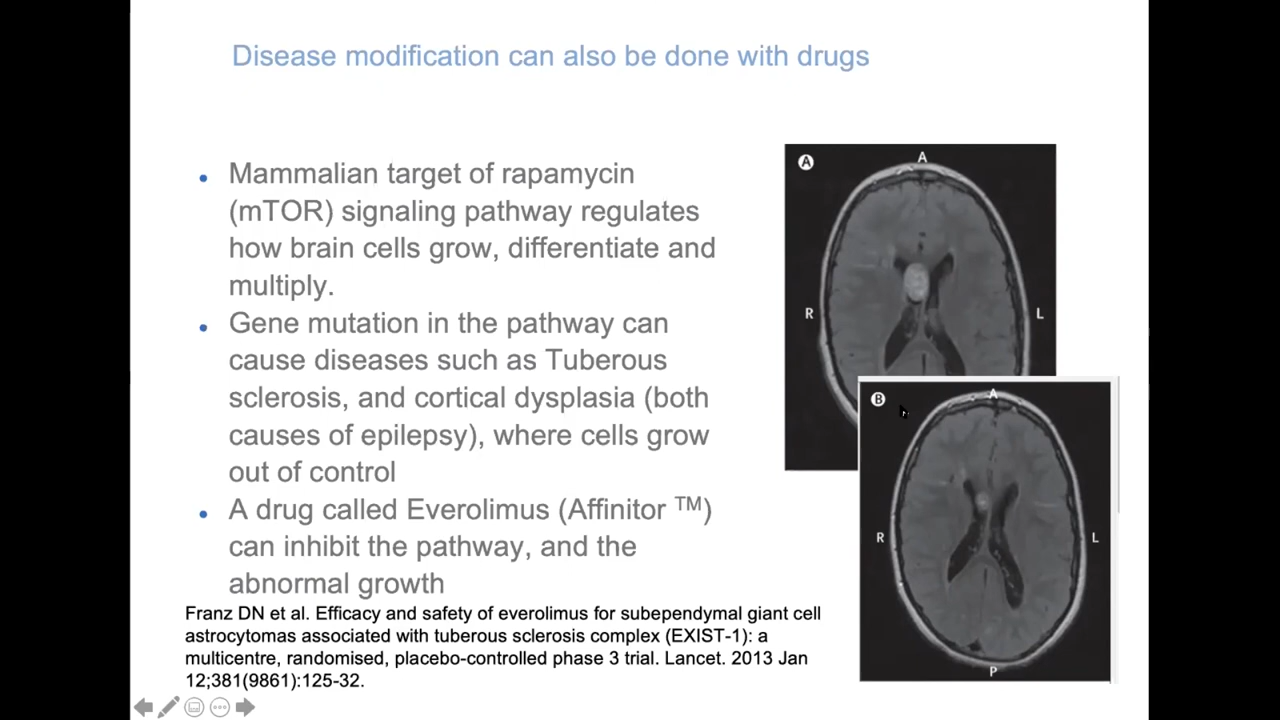 Disease modification can also be done with drugs
• Mammalian target of rapamycin
(mTOR) signaling pathway regulates
how brain cells grow, differentiate and
multiply.
• Gene mutation in the pathway can
cause diseases such as Tuberous
sclerosis, and cortical dysplasia (both
causes of epilepsy), where cells grow
out of control
• A drug called Everolimus (Affinitor ™)
can inhibit the pathway, and the
abnormal growth
Franz DN et al. Efficacy and safety of everolimus for subependymal giant cell
astrocytomas associated with tuberous sclerosis complex (EXIST-1): a
multicentre, randomised, placebo-controlled phase 3 trial. Lancet. 2013 Jan
12;381(9861):125-32.
A
A
R
L
B
A
R
L
P